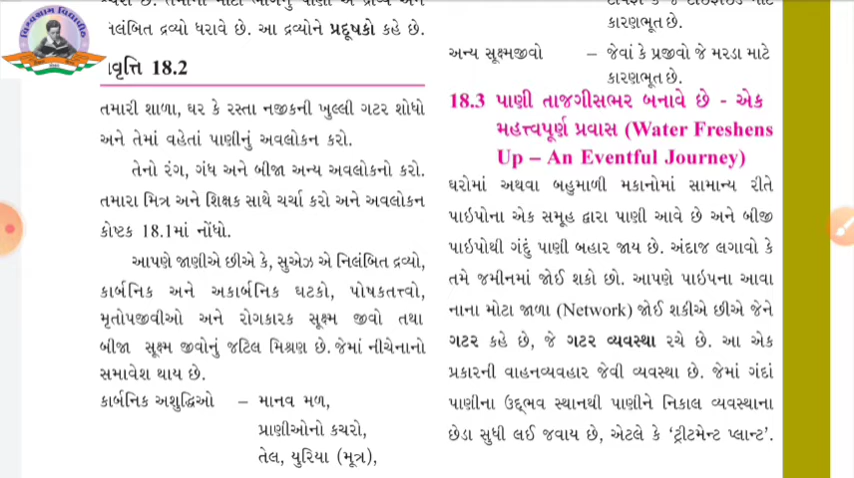 નિલંબિત દ્રવ્યો ધરાવે છે. આ દ્રવ્યોને પ્રદૂષકો કહે છે.
18.2
તમારી શાળા, ઘર કે રસ્તા નજીકની ખુલ્લી ગટર શોધો
અને તેમાં વહેતાં પાણીનું અવલોકન કરો.
તેનો રંગ, ગંધ અને બીજા અન્ય અવલોકનો કરો.
તમારા મિત્ર અને શિક્ષક સાથે ચર્ચા કરો અને અવલોકન
કોષ્ટક 18.1માં નોંધો.
આપણે જાણીએ છીએ કે, સુએઝ એ નિલંબિત દ્રવ્યો,
કાર્બનિક અને અકાર્બનિક ઘટકો, પોષકતત્ત્વો,
મૃતોપજીવીઓ અને રોગકારક સૂક્ષ્મ જીવો તથા
બીજા સૂક્ષ્મ જીવોનું જટિલ મિશ્રણ છે. જેમાં નીચેનાનો
સમાવેશ થાય છે.
કાર્બનિક અશુદ્ધિઓ – માનવ મળ,
પ્રાણીઓનો કચરો,
તેલ, યુરિયા (મૂત્ર),
કારણભૂત છે.
અન્ય સૂક્ષ્મજીવો – જેવાં કે પ્રજીવો જે મરડા માટે
કારણભૂત છે.
18.3 પાણી તાજગીસભર બનાવે છે - એક
મહત્ત્વપૂર્ણ પ્રવાસ (Water Freshens
Up – An Eventful Journey)
ઘરોમાં અથવા બહુમાળી મકાનોમાં સામાન્ય રીતે
પાઇપોના એક સમૂહ દ્વારા પાણી આવે છે અને બીજી
પાઇપોથી ગંદું પાણી બહાર જાય છે. અંદાજ લગાવો કે
તમે જમીનમાં જોઈ શકો છો. આપણે પાઇપના આવા
નાના મોટા જાળા (Network) જોઈ શકીએ છીએ જેને
ગટર કહે છે, જે ગટર વ્યવસ્થા રચે છે. આ એક
પ્રકારની વાહનવ્યવહાર જેવી વ્યવસ્થા છે. જેમાં ગંદાં
પાણીના ઉદ્ભવ સ્થાનથી પાણીને નિકાલ વ્યવસ્થાના
છેડા સુધી લઈ જવાય છે, એટલે કે ‘ટ્રીટમેન્ટ પ્લાન્ટ’.